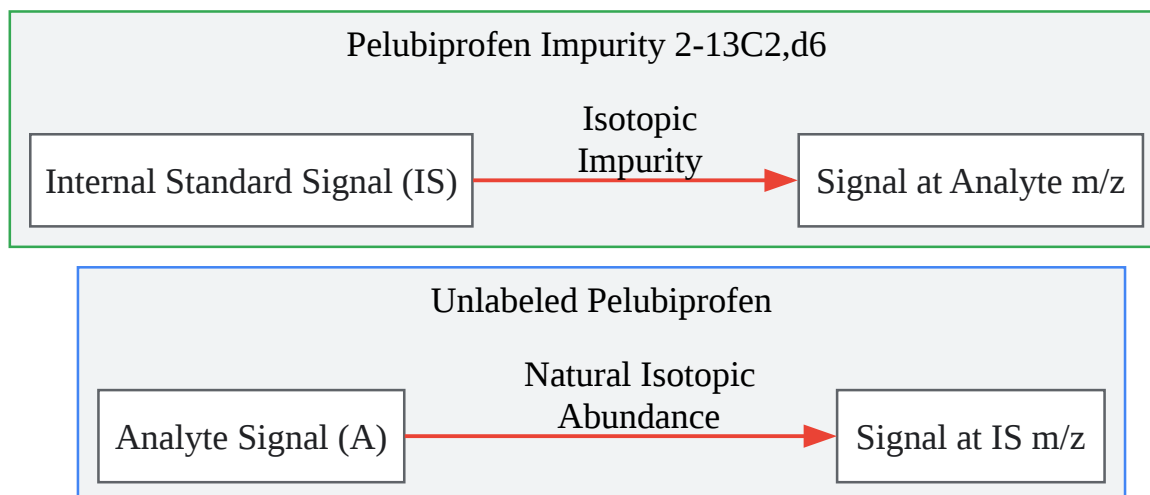 Pelubiprofen Impurity 2-13C2,d6
Isotopic
Impurity
Internal Standard Signal (IS)
Signal at Analyte m/z
Unlabeled Pelubiprofen
Natural Isotopic
Abundance
Analyte Signal (A)
Signal at IS m/z